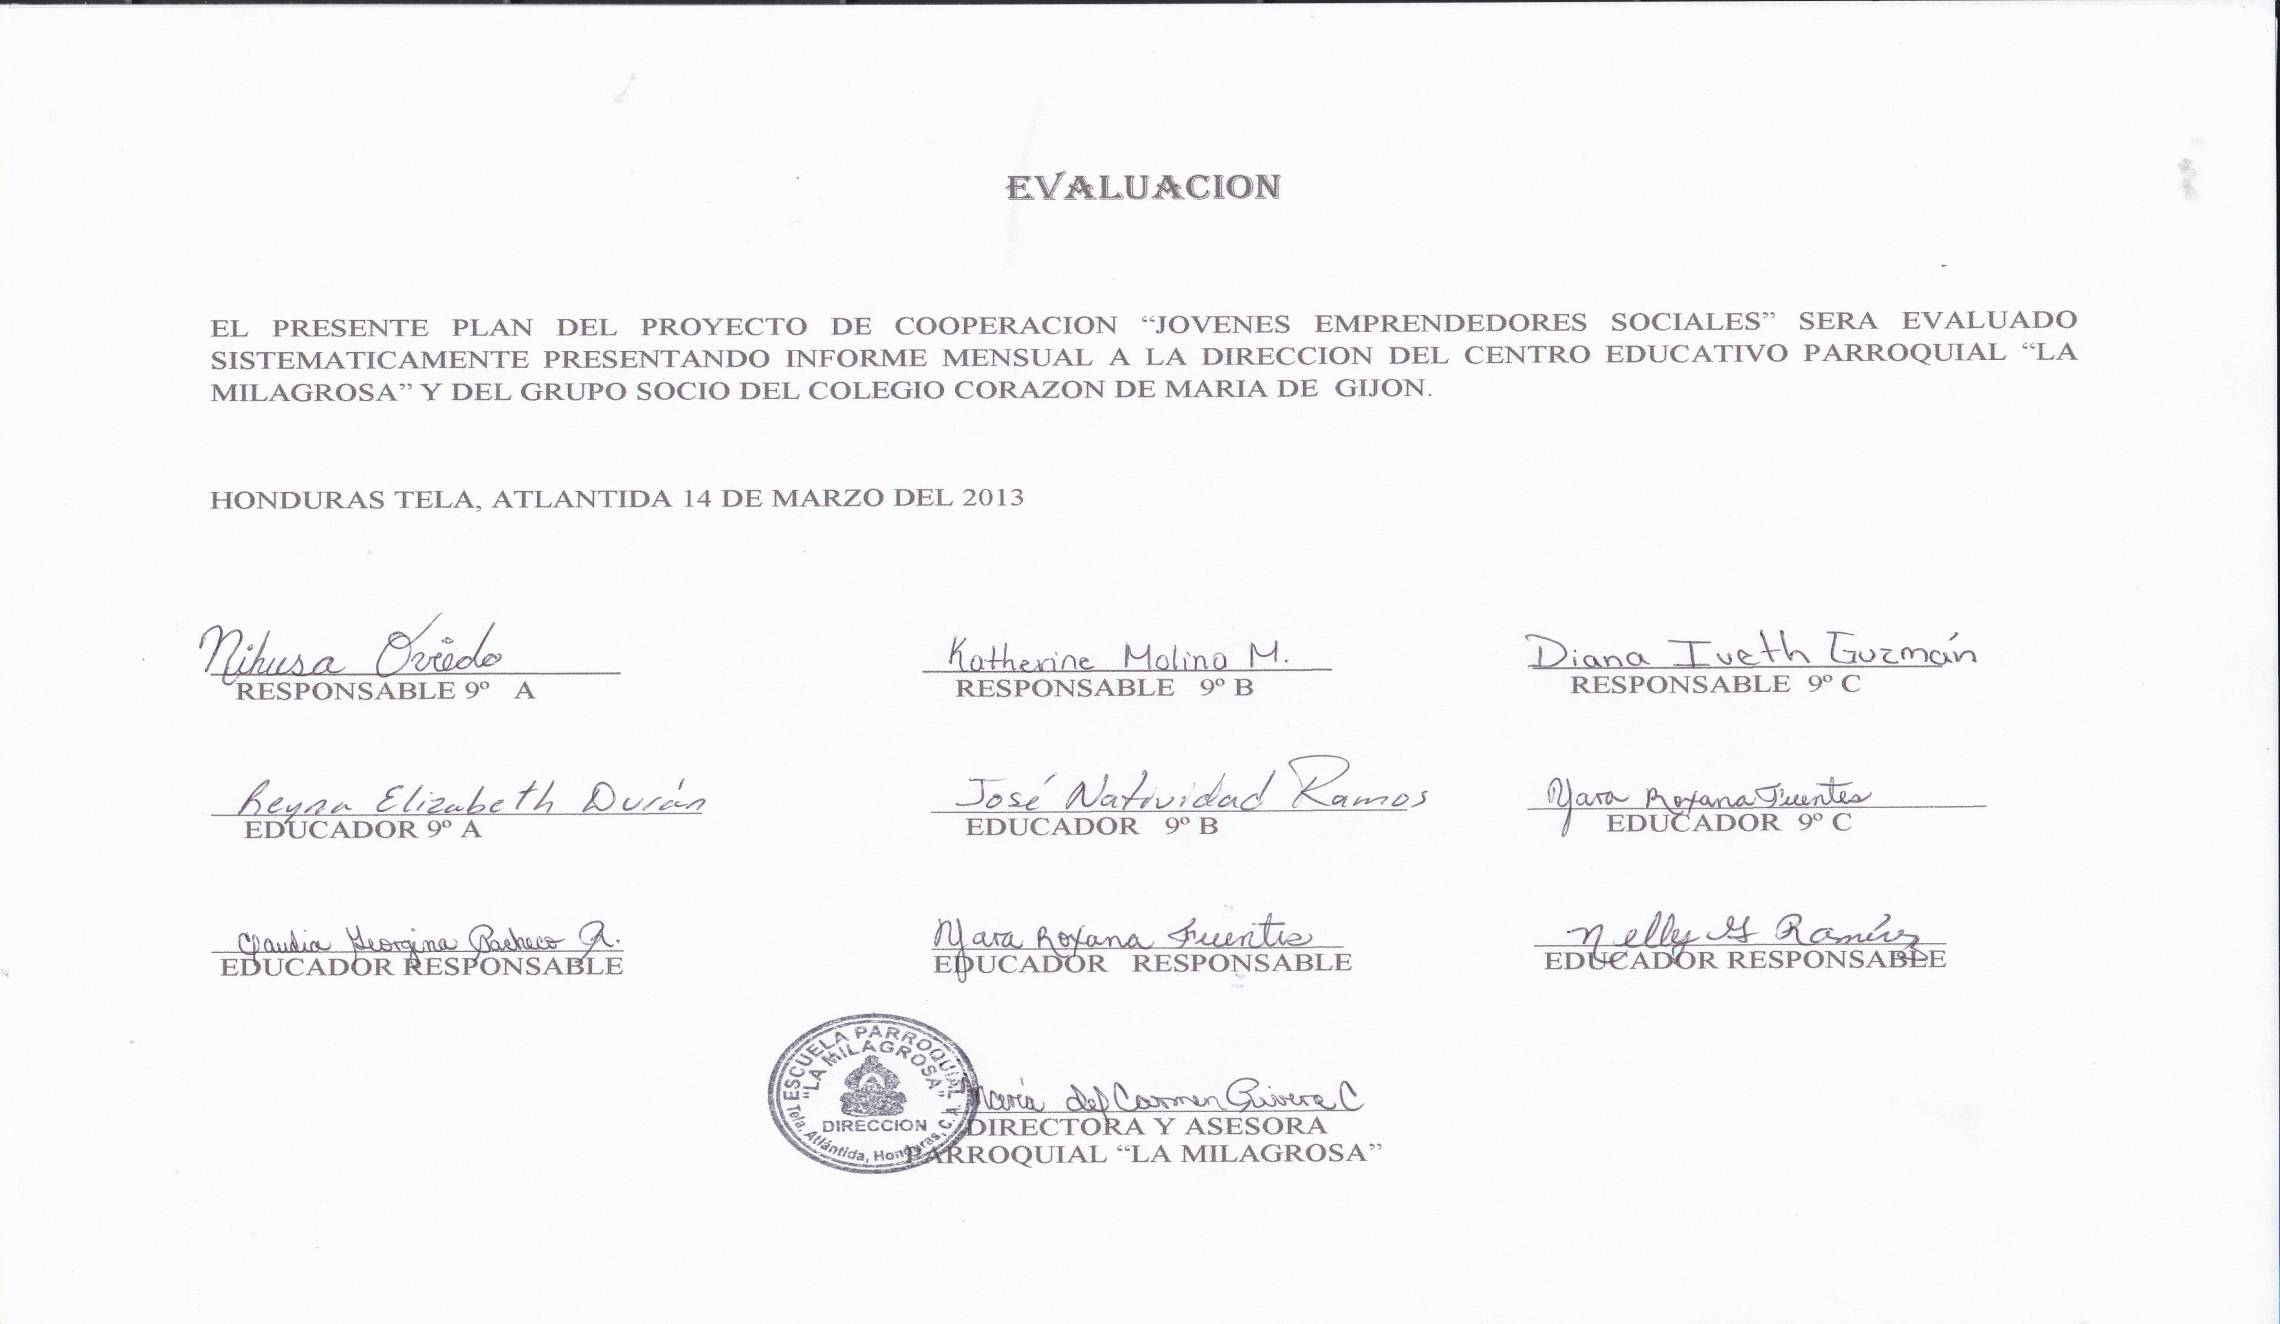 EVALUACION
EL PRESENTE PLAN DEL PROYECTO DE COOPERACION “JOVENES EMPRENDEDORES SOCIALES” SERA EVALUADO
SISTEMATICAMENTE PRESENTANDO INFORME MENSUAL A LA DIRECCION DEL CENTRO EDUCATIVO PARROQUIAL “LA
MILAGROSA” Y DEL GRUPO SOCIO DEL COLEGIO CORAZON DE MARIA DE GIJON.
HONDURAS TELA, ATLANTIDA 14 DE MARZO DEL 2013
Oviedo Katherine Molina M. Diana Iveth Guzmán
RESPONSABLE 9º A RESPONSABLE 9º B RESPONSABLE 9º C
Reyna Elizabeth Durán José Natividad Ramos Yara Roxana Fuentes
EDUCADOR 9º A EDUCADOR 9º B EDUCADOR 9º C
Claudia Georgina Pacheco R. Yara Roxana Fuentes Nelly G Ramírez
EDUCADOR RESPONSABLE EDUCADOR RESPONSABLE EDUCADOR RESPONSABLE
ESCUELA PARROQUIAL
“LA MILAGROSA”
DIRECCION
Tela, Atlántida, Honduras, C. A.
María del Carmen Rivera C
DIRECTORA Y ASESORA
PARROQUIAL “LA MILAGROSA”